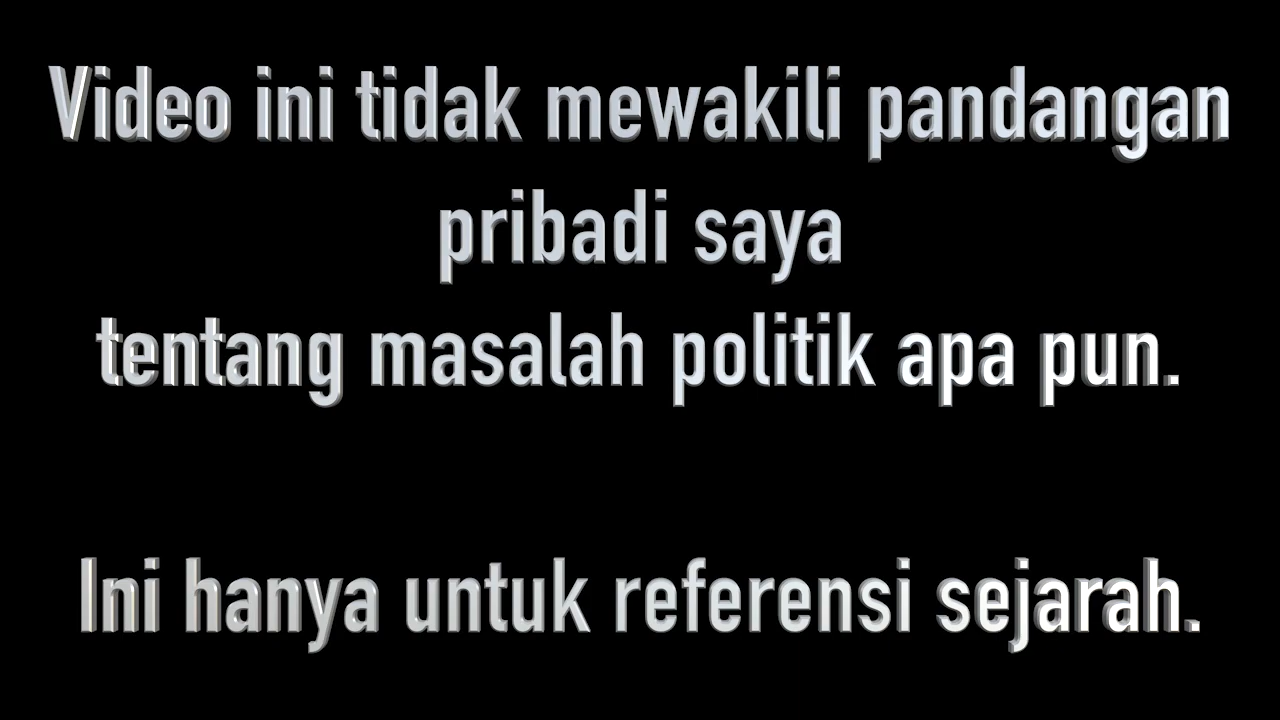 Video ini tidak mewakili pandangan
pribadi saya
tentang masalah politik apa pun.
Ini hanya untuk referensi sejarah.